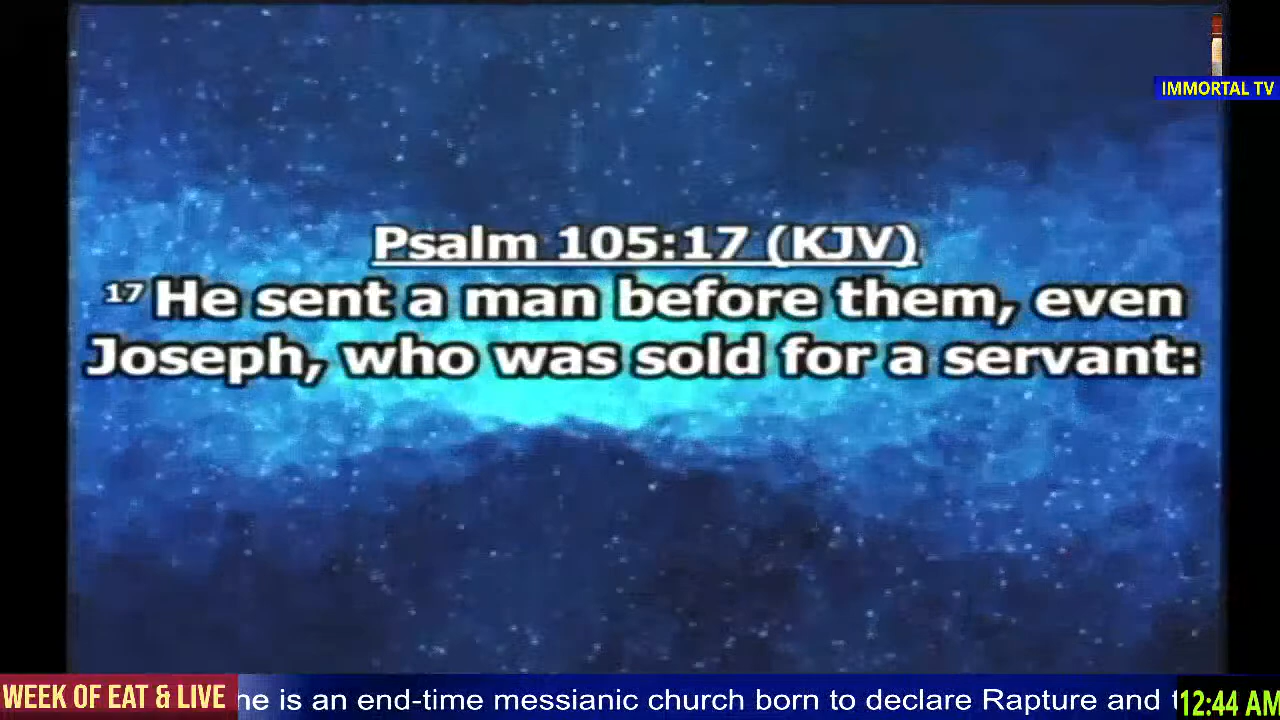 IMMORTAL TV
Psalm 105:17 (KJV)
17 He sent a man before them, even
Joseph, who was sold for a servant:
WEEK OF EAT & LIVE
he is an end-time messianic church born to declare Rapture and t
12:44 AM